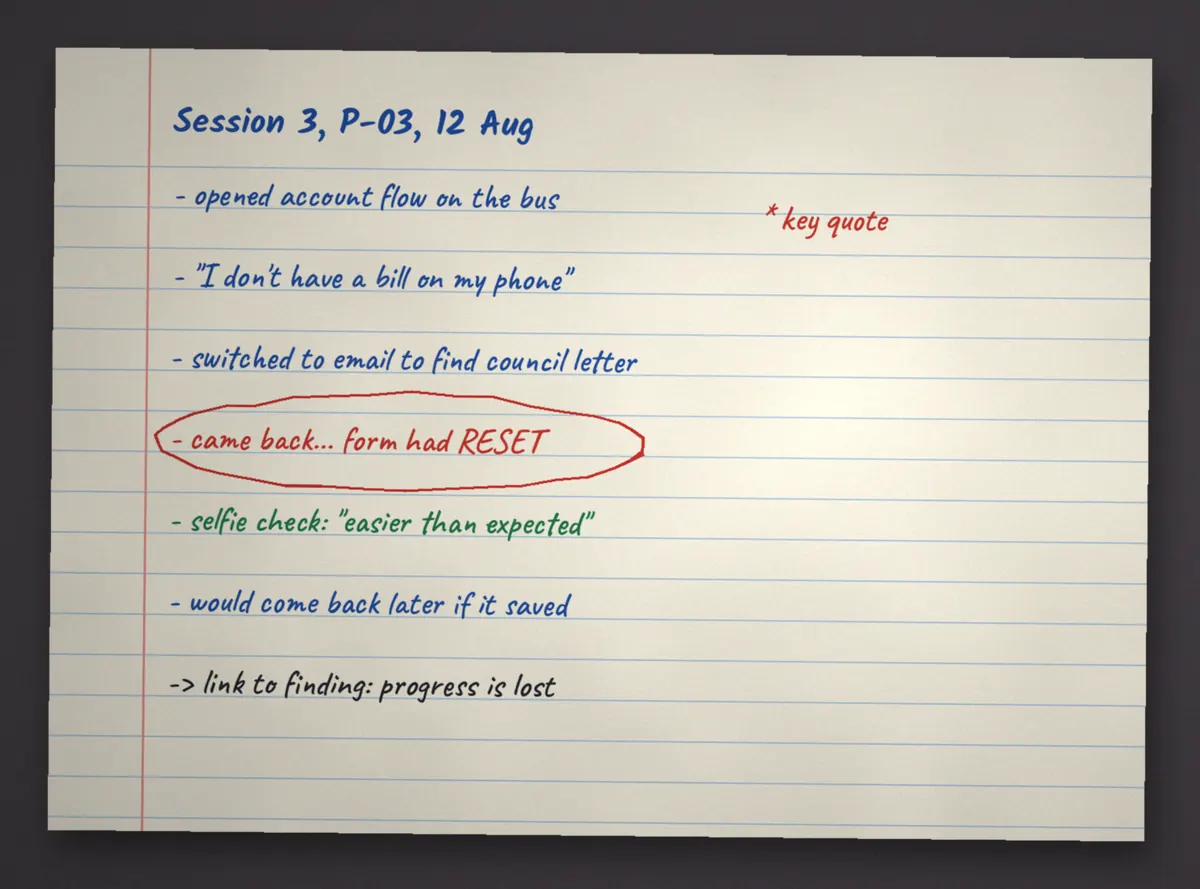 Session 3, P-03, 12 Aug
- opened account flow on the bus
* key quote
- "I don't have a bill on my phone"
- switched to email to find council letter
- came back... form had RESET
- selfie check: "easier than expected"
- would come back later if it saved
-> link to finding: progress is lost